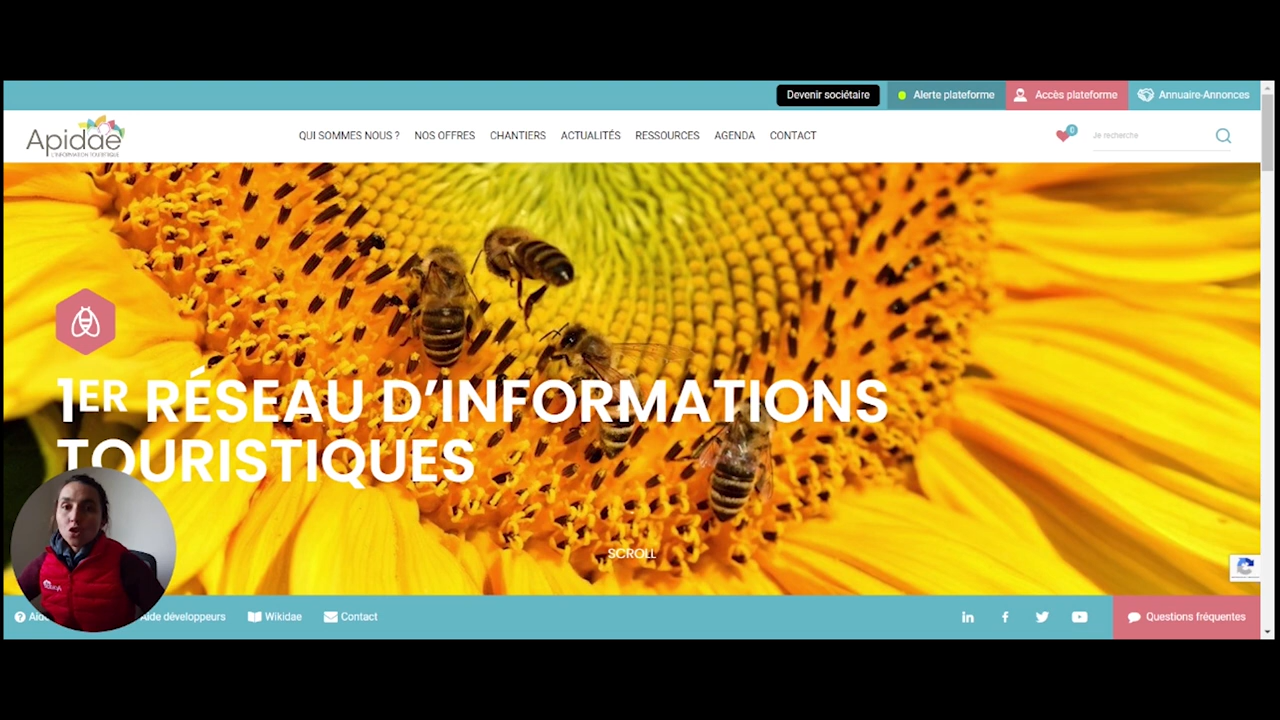 Devenir sociétaire
Alerte plateforme
Accès plateforme
Annuaire-Annonces
Apidae
L'INFORMATION TOURISTIQUE
QUI SOMMES NOUS ?
NOS OFFRES
CHANTIERS
ACTUALITÉS
RESSOURCES
AGENDA
CONTACT
0
Je recherche
1ER RÉSEAU D'INFORMATIONS
TOURISTIQUES
SCROLL
Aide développeurs
Wikidae
Contact
Questions fréquentes